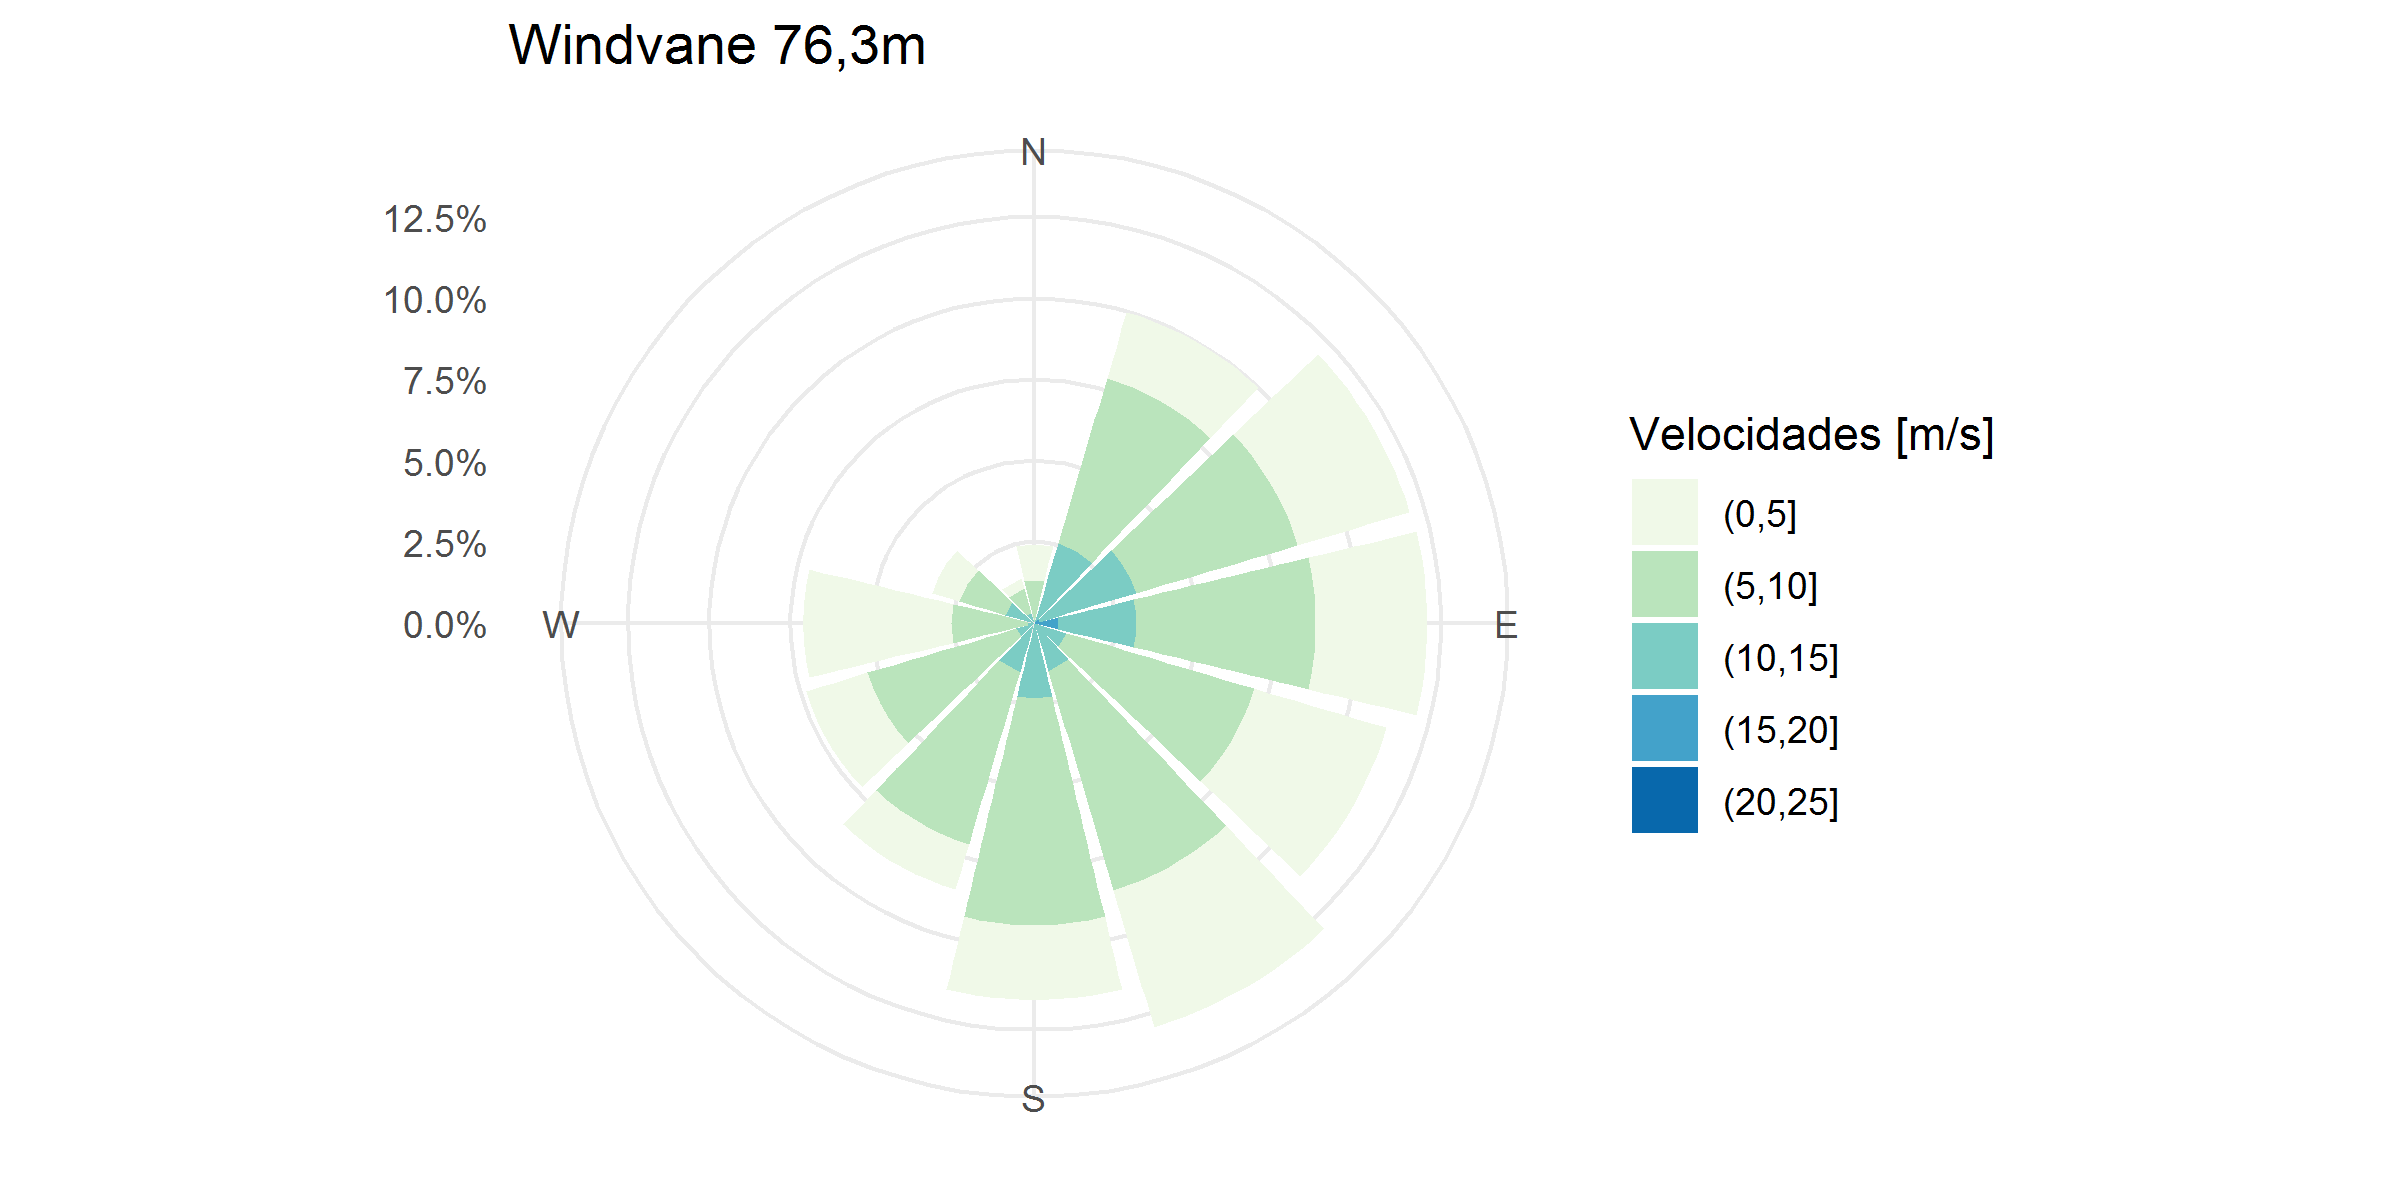 Windvane 76,3m
N
12.5%
10.0%
7.5%
5.0%
2.5%
0.0%
W
E
S
Velocidades [m/s]
(0,5]
(5,10]
(10,15]
(15,20]
(20,25]